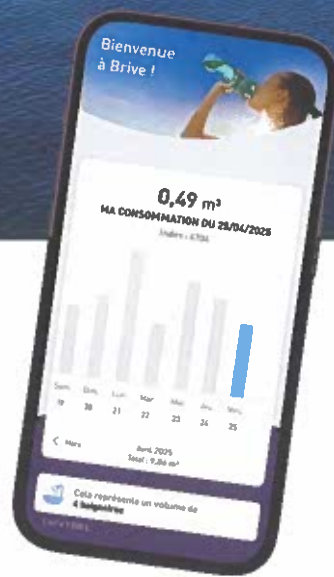 Bienvenue
à Brive !
0,49 m³
MA CONSOMMATION DU 25/04/2025
Sam. Dim. Lun. Mar Mer. Jeu. Ven.
19 20 21 22 23 24 25
< Mars
Avril 2025
Total : 9,86 m³
Cela représente un volume de
4 baignoires